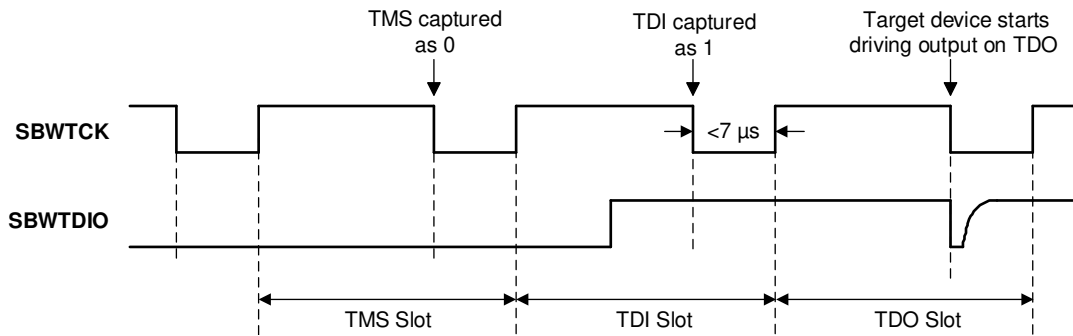 TMS captured
as 0
TDI captured
as 1
Target device starts
driving output on TDO
SBWTCK
<7 µs
SBWTDIO
TMS Slot
TDI Slot
TDO Slot